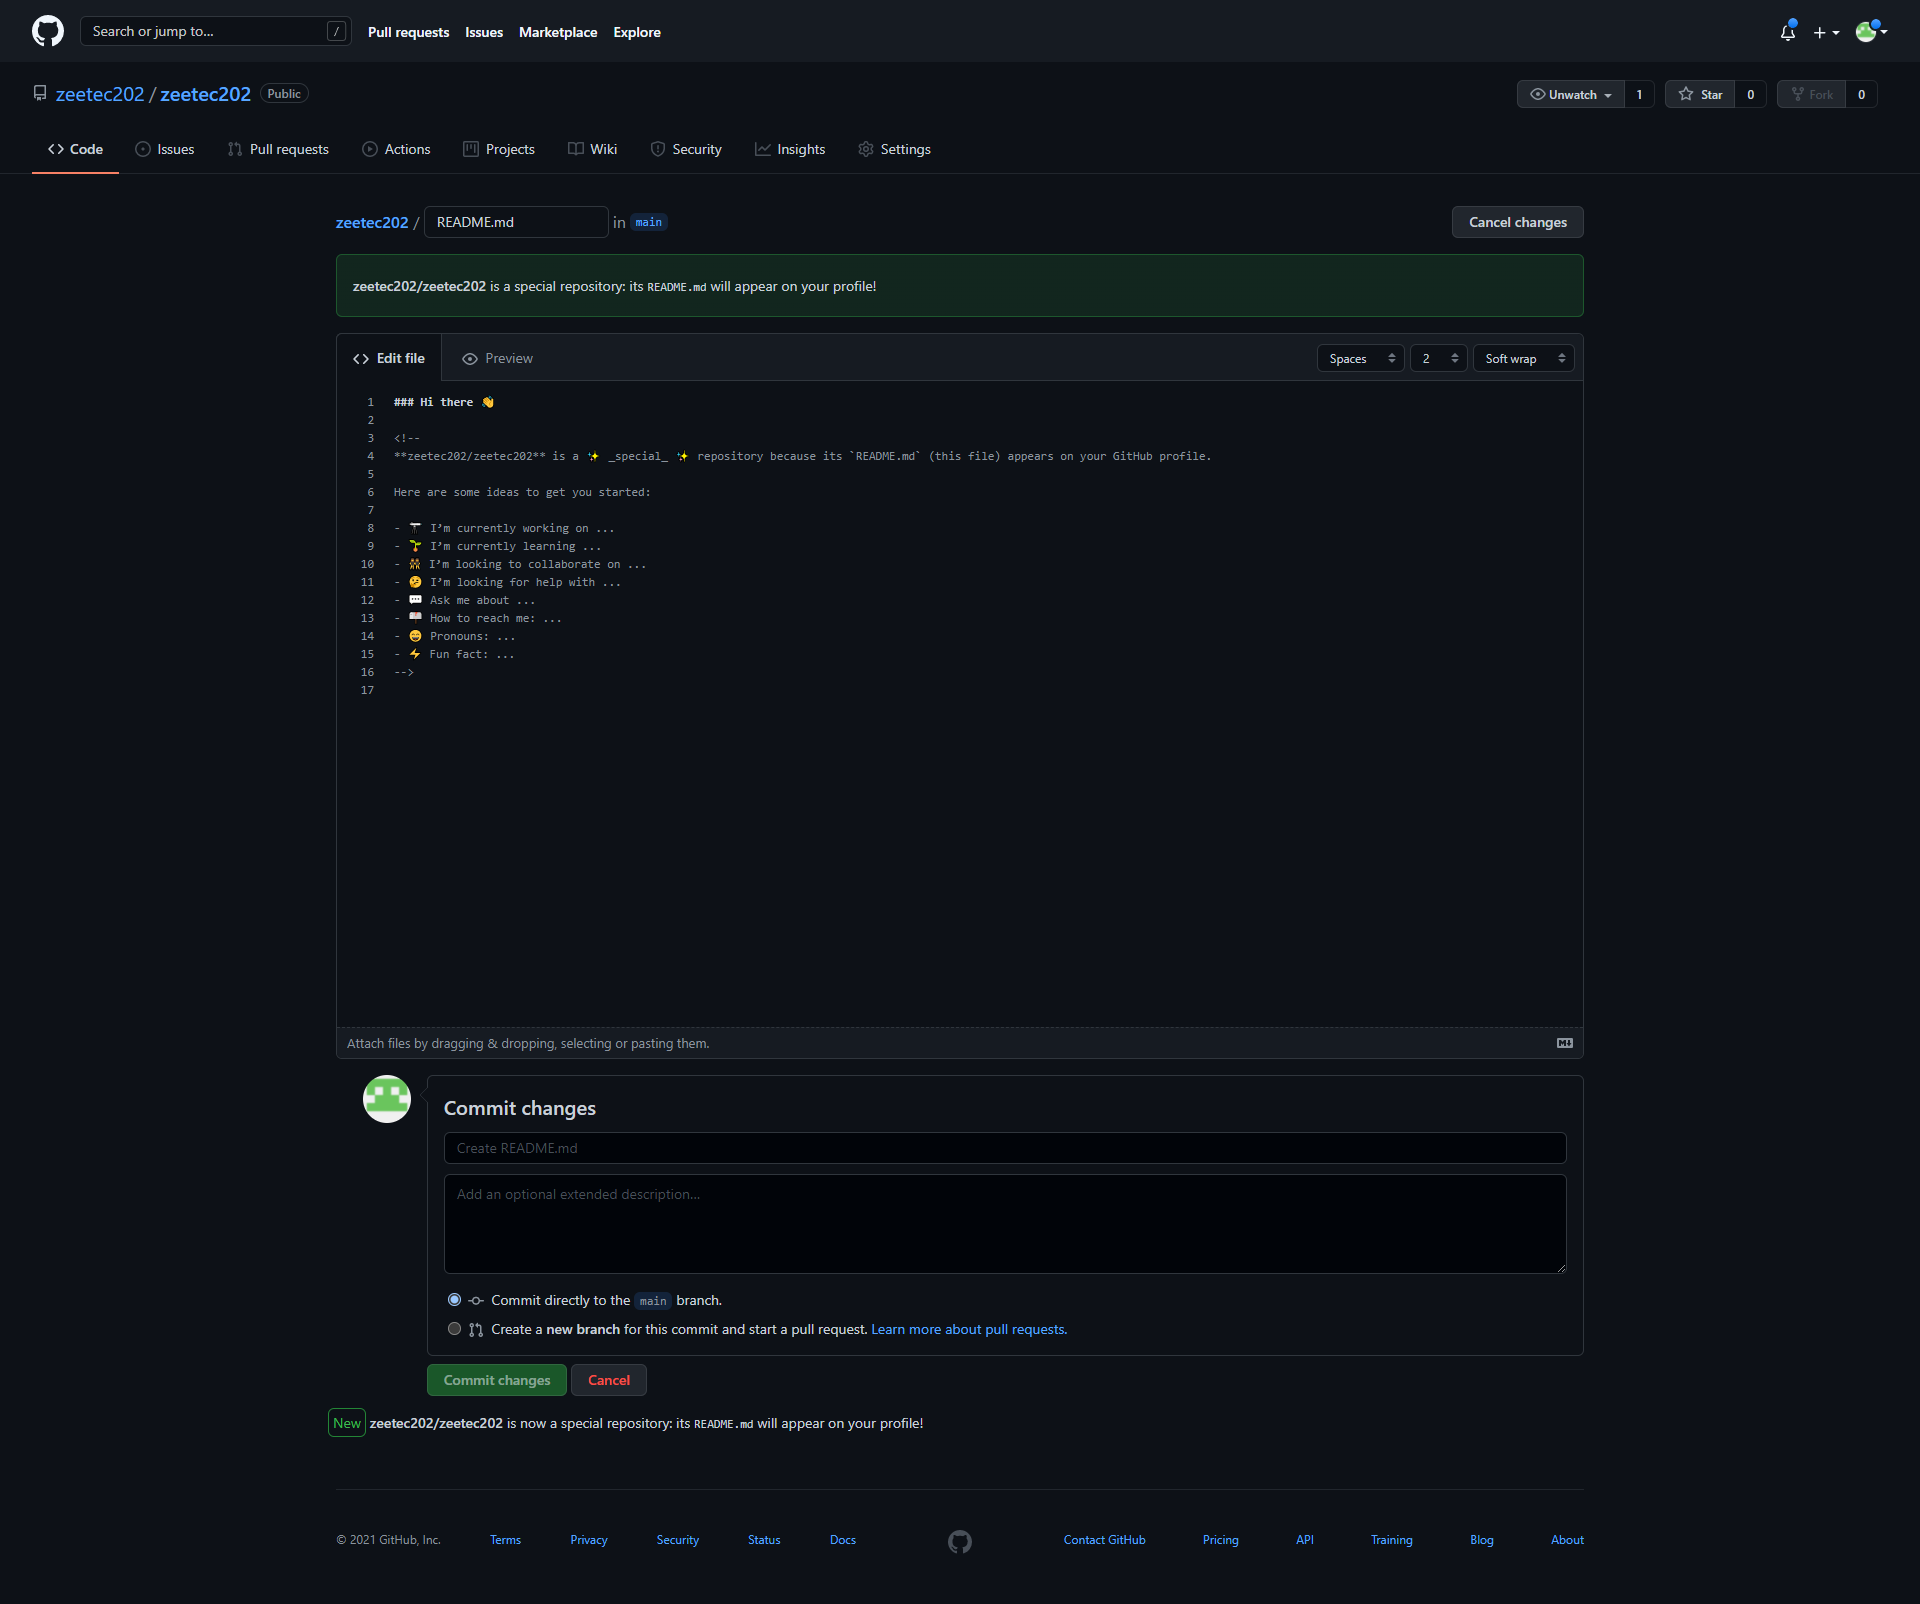 Search or jump to... /
Pull requests Issues Marketplace Explore
zeetec202 / zeetec202 Public
Unwatch 1 Star 0 Fork 0
Code Issues Pull requests Actions Projects Wiki Security Insights Settings
zeetec202 / README.md in main
Cancel changes
zeetec202/zeetec202 is a special repository: its README.md will appear on your profile!
Edit file Preview
Spaces 2 Soft wrap
1 ### Hi there 👋
2
3 <!--
4 **zeetec202/zeetec202** is a ✨ _special_ ✨ repository because its `README.md` (this file) appears on your GitHub profile.
5
6 Here are some ideas to get you started:
7
8 - 🔭 I’m currently working on ...
9 - 🌱 I’m currently learning ...
10 - 👯 I’m looking to collaborate on ...
11 - 🤔 I’m looking for help with ...
12 - 💬 Ask me about ...
13 - 📫 How to reach me: ...
14 - 😄 Pronouns: ...
15 - ⚡ Fun fact: ...
16 -->
17
Attach files by dragging & dropping, selecting or pasting them.
Commit changes
Create README.md
Add an optional extended description...
Commit directly to the main branch.
Create a new branch for this commit and start a pull request. Learn more about pull requests.
Commit changes Cancel
New zeetec202/zeetec202 is now a special repository: its README.md will appear on your profile!
© 2021 GitHub, Inc. Terms Privacy Security Status Docs Contact GitHub Pricing API Training Blog About